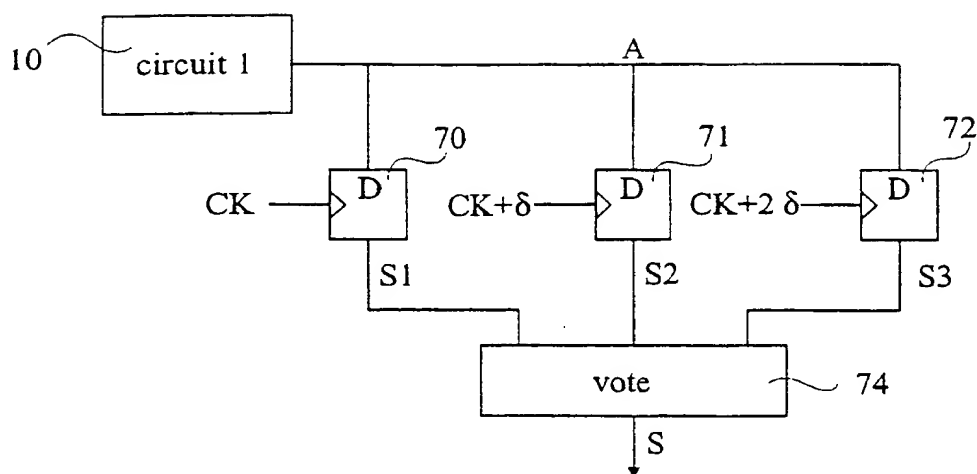 10
circuit 1
A
70
71
72
D
D
D
CK
CK+δ
CK+2 δ
S1
S2
S3
vote
74
S